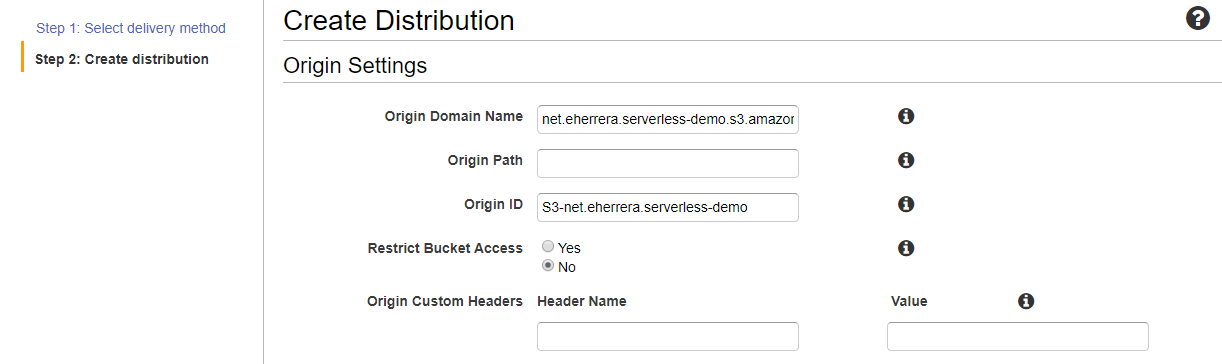 Step 1: Select delivery method
Step 2: Create distribution
Create Distribution
?
Origin Settings
Origin Domain Name net.eherrera.serverless-demo.s3.amazor i
Origin Path i
Origin ID S3-net.eherrera.serverless-demo i
Restrict Bucket Access Yes i
No
Origin Custom Headers Header Name Value i